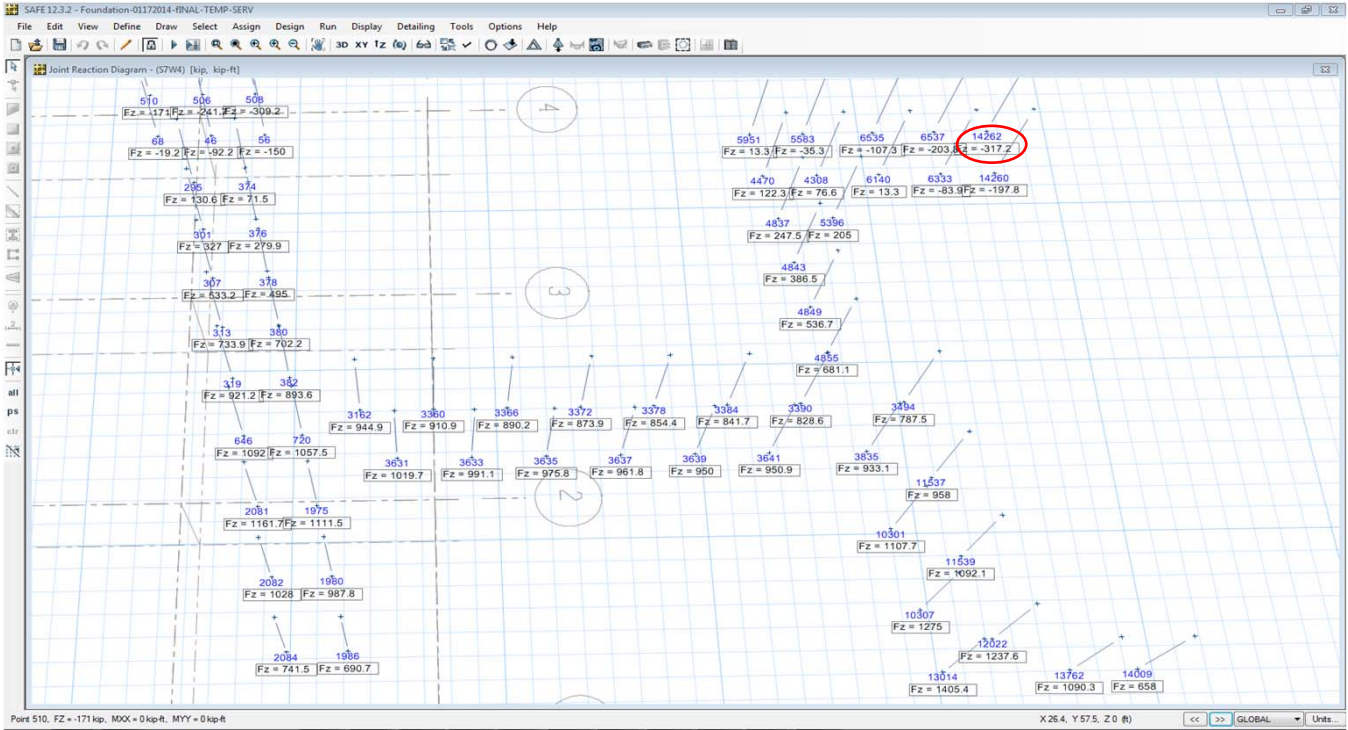 SAFE 12.3.2 - Foundation-01172014-fINAL-TEMP-SERV
File Edit View Define Draw Select Assign Design Run Display Detailing Tools Options Help
3D XY
Joint Reaction Diagram - (S7W4) [kip, kip-ft]
510 506 508
Fz = -171 Fz = -241. Fz = -309.2
4
68 46 56
Fz = -19.2 Fz = -92.2 Fz = -150
5951 5583 6535 6537 14262
Fz = 13.3 Fz = -35.3 Fz = -107.3 Fz = -203.8 Fz = -317.2
295 374
Fz = 130.6 Fz = 71.5
4470 4308 6140 6333 14260
Fz = 122.3 Fz = 76.6 Fz = 13.3 Fz = -83.9 Fz = -197.8
301 376
Fz = 327 Fz = 279.9
4837 5396
Fz = 247.5 Fz = 205
307 378
Fz = 533.2 Fz = 495
3
4843
Fz = 386.5
313 380
Fz = 733.9 Fz = 702.2
4849
Fz = 536.7
4855
Fz = 681.1
319 382
Fz = 921.2 Fz = 893.6
3162 3360 3366 3372 3378 3384 3390 3494
Fz = 944.9 Fz = 910.9 Fz = 890.2 Fz = 873.9 Fz = 854.4 Fz = 841.7 Fz = 828.6 Fz = 787.5
646 720
Fz = 1092 Fz = 1057.5
3631 3633 3635 3637 3639 3641 3835
Fz = 1019.7 Fz = 991.1 Fz = 975.8 Fz = 961.8 Fz = 950 Fz = 950.9 Fz = 933.1
2
11537
Fz = 958
2081 1975
Fz = 1161.7 Fz = 1111.5
10301
Fz = 1107.7
11539
Fz = 1092.1
2082 1980
Fz = 1028 Fz = 987.8
10307
Fz = 1275
12022
Fz = 1237.6
2084 1986
Fz = 741.5 Fz = 690.7
13014 13762 14009
Fz = 1405.4 Fz = 1090.3 Fz = 658
all
ps
clr
Point 510, FZ = -171 kip, MXX = 0 kip-ft, MYY = 0 kip-ft X 26.4, Y 57.5, Z 0 (ft) << >> GLOBAL Units...